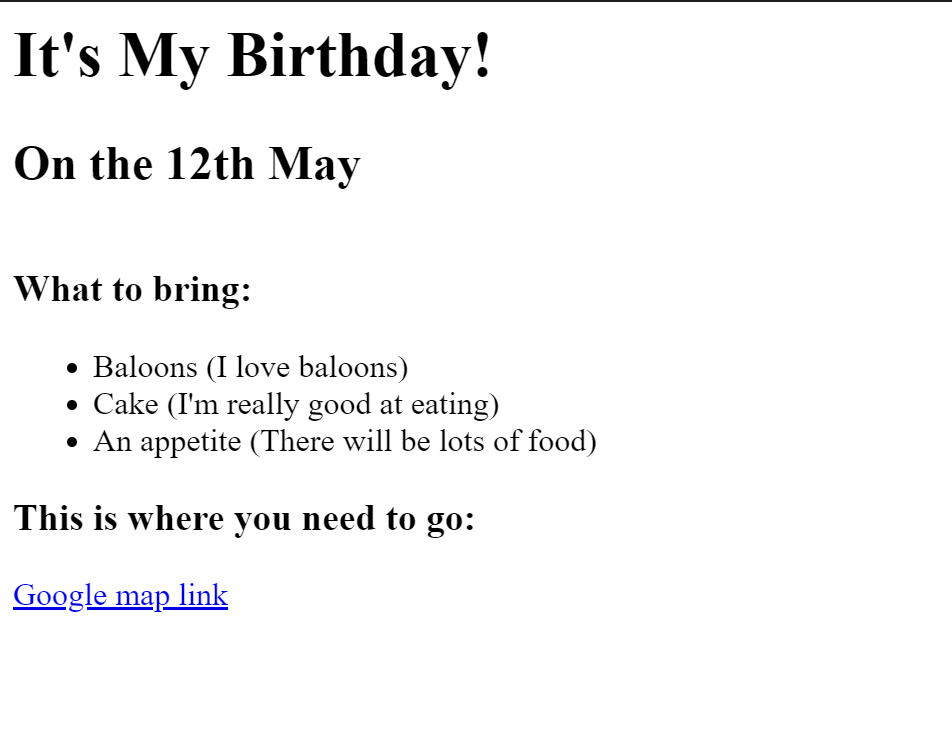 It's My Birthday!
On the 12th May
What to bring:
Baloons (I love baloons)
Cake (I'm really good at eating)
An appetite (There will be lots of food)
This is where you need to go:
Google map link